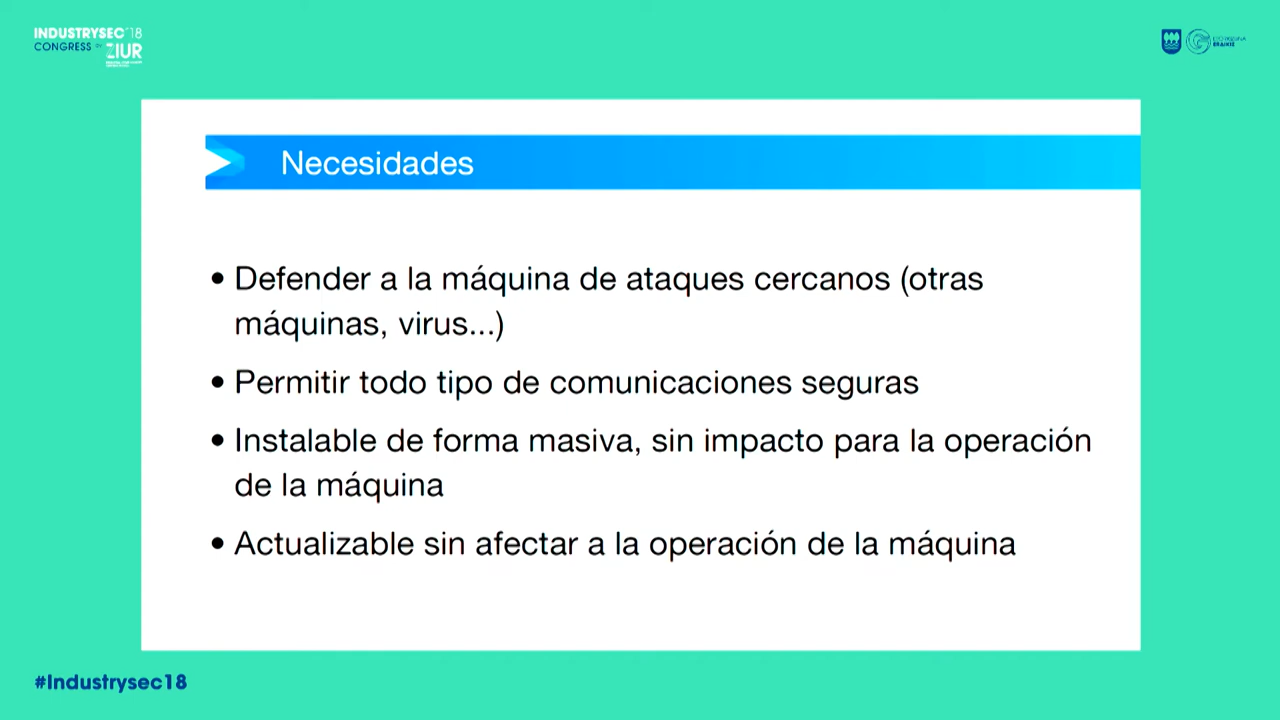 INDUSTRYSEC'18
CONGRESS BY ZIUR
Necesidades
• Defender a la máquina de ataques cercanos (otras
máquinas, virus...)
• Permitir todo tipo de comunicaciones seguras
• Instalable de forma masiva, sin impacto para la operación
de la máquina
• Actualizable sin afectar a la operación de la máquina
#Industrysec18